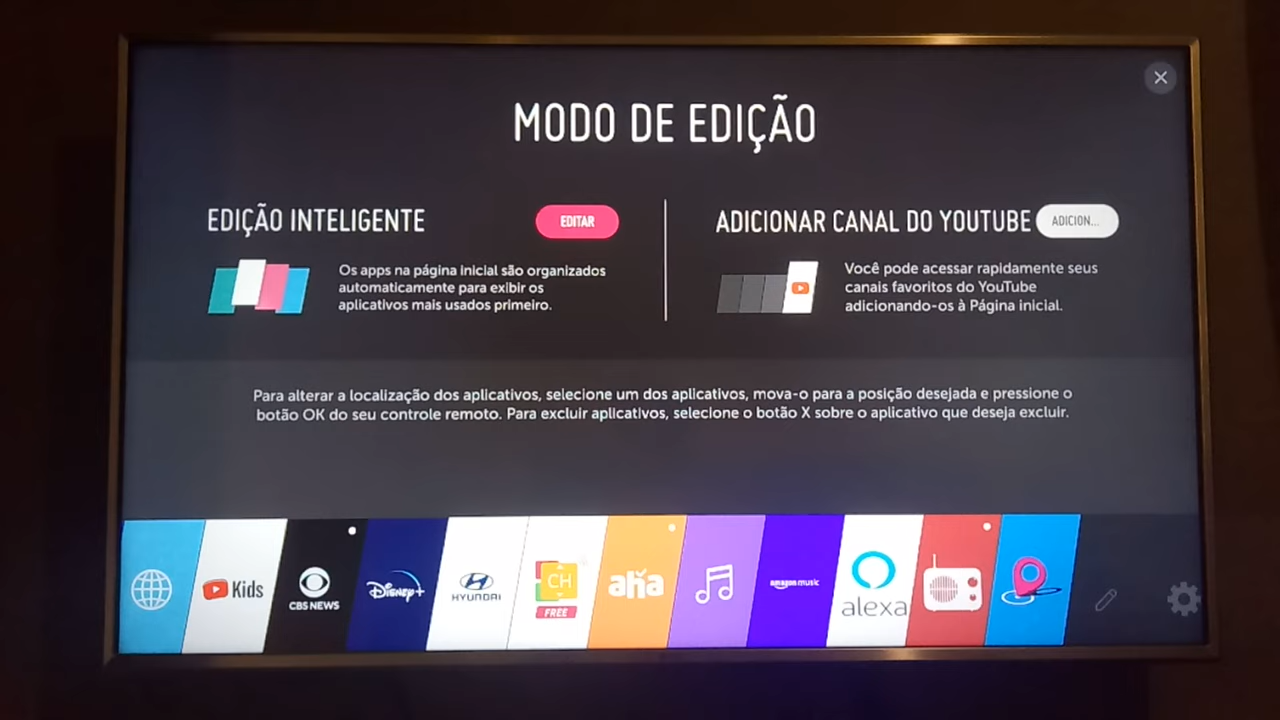 MODO DE EDIÇÃO
EDIÇÃO INTELIGENTE
EDITAR
Os apps na página inicial são organizados
automaticamente para exibir os
aplicativos mais usados primeiro.
ADICIONAR CANAL DO YOUTUBE
ADICION...
Você pode acessar rapidamente seus
canais favoritos do YouTube
adicionando-os à Página inicial.
Para alterar a localização dos aplicativos, selecione um dos aplicativos, mova-o para a posição desejada e pressione o
botão OK do seu controle remoto. Para excluir aplicativos, selecione o botão X sobre o aplicativo que deseja excluir.
Kids
CBS NEWS
Disney+
HYUNDAI
CH
FREE
aha
amazon music
alexa